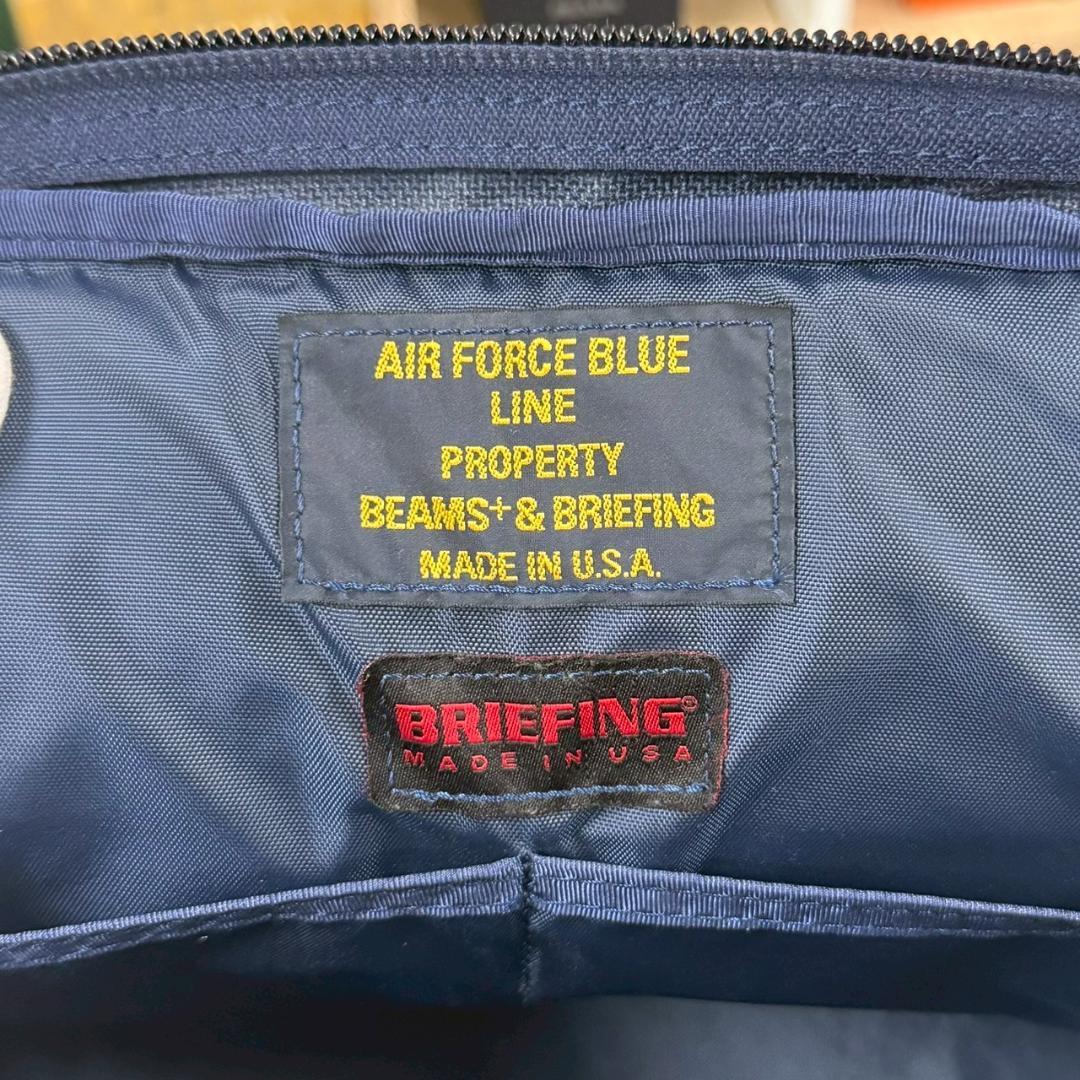 AIR FORCE BLUE
LINE
PROPERTY
BEAMS+ & BRIEFING
MADE IN U.S.A.
BRIEFING®
MADE IN USA